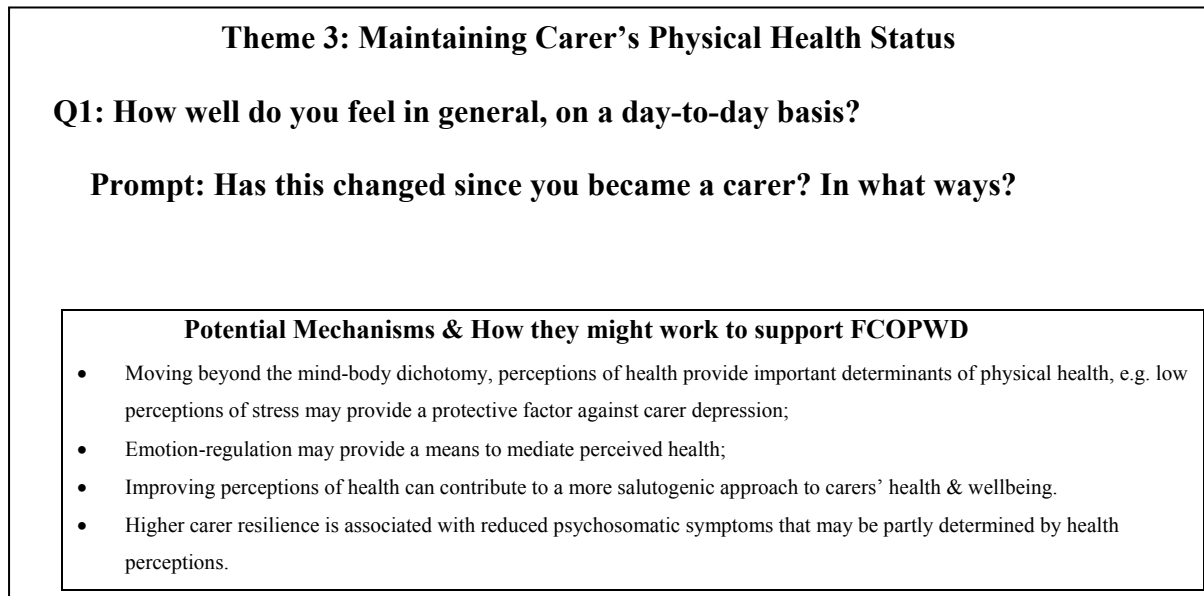 Theme 3: Maintaining Carer's Physical Health Status
Q1: How well do you feel in general, on a day-to-day basis?
Prompt: Has this changed since you became a carer? In what ways?
Potential Mechanisms & How they might work to support FCOPWD
• Moving beyond the mind-body dichotomy, perceptions of health provide important determinants of physical health, e.g. low
perceptions of stress may provide a protective factor against carer depression;
• Emotion-regulation may provide a means to mediate perceived health;
• Improving perceptions of health can contribute to a more salutogenic approach to carers' health & wellbeing.
• Higher carer resilience is associated with reduced psychosomatic symptoms that may be partly determined by health
perceptions.